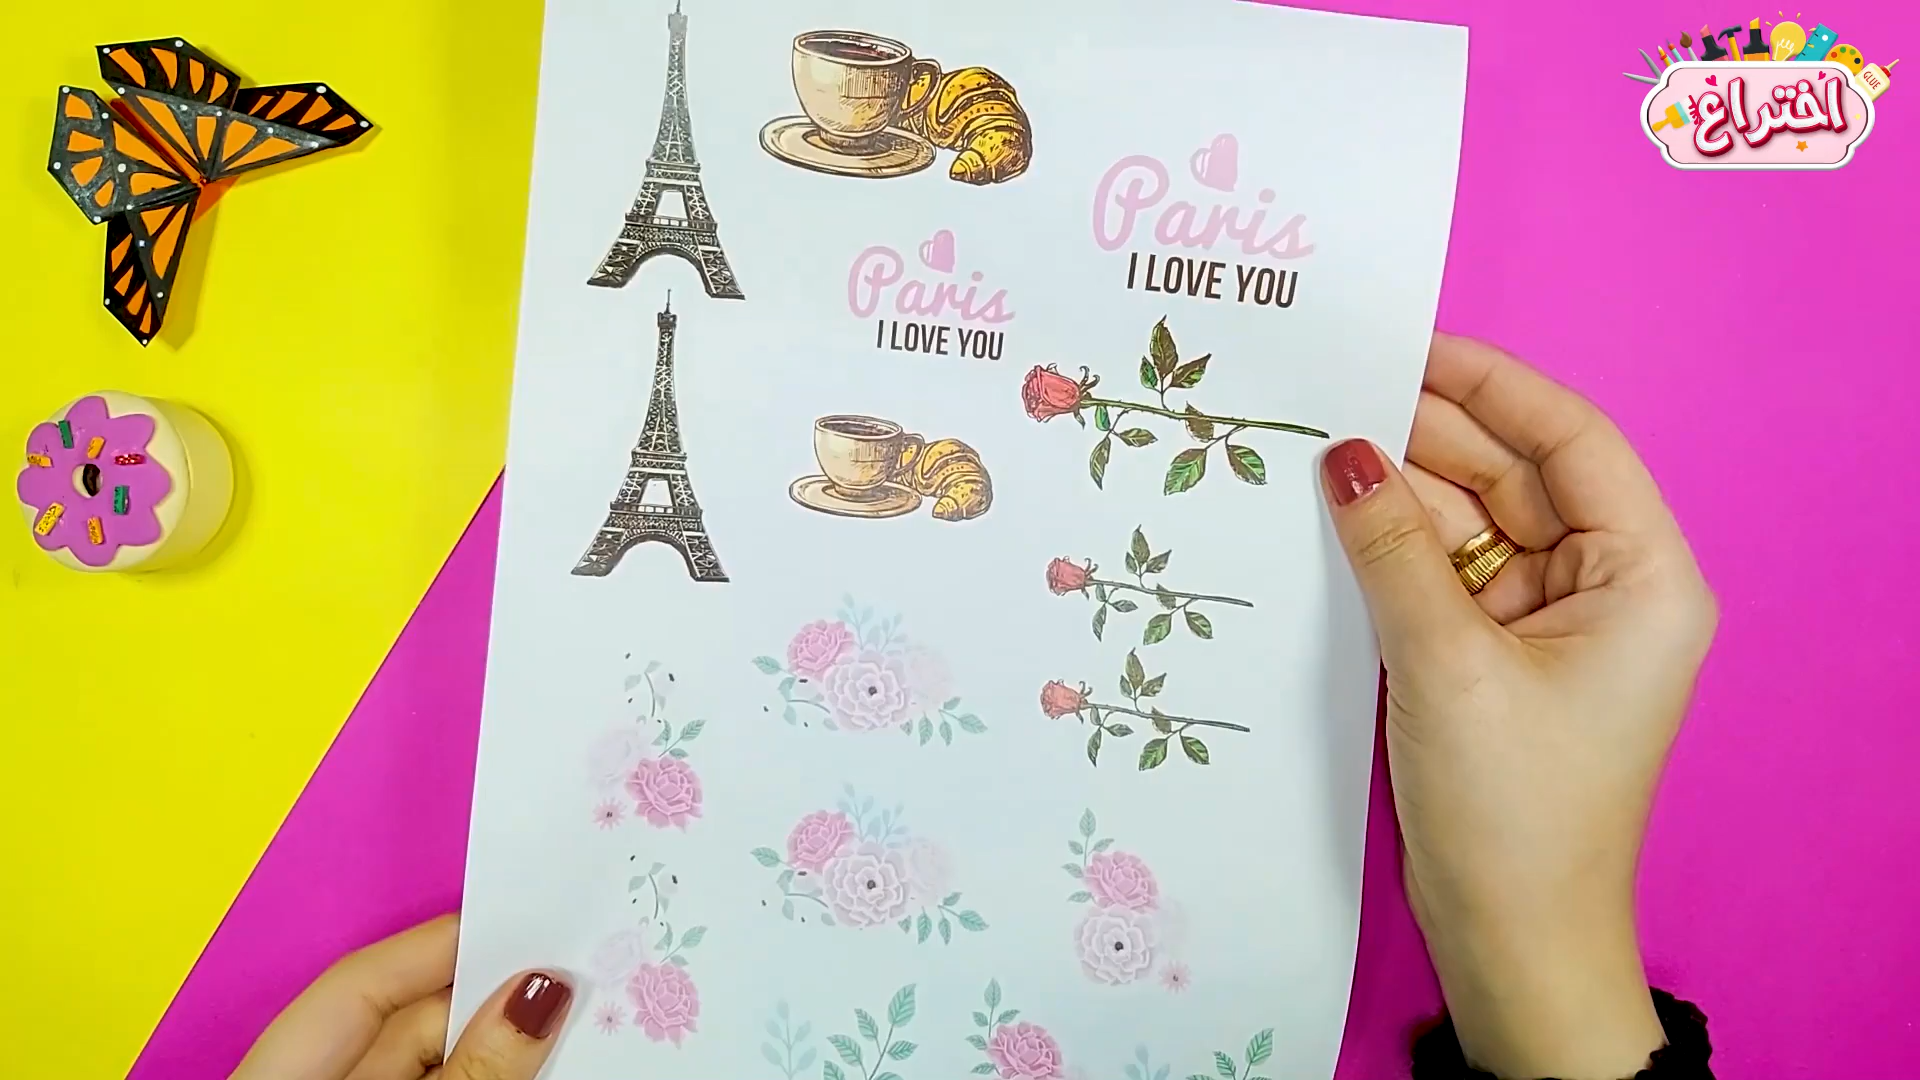 اختراع
GLUE
Paris
I LOVE YOU
Paris
I LOVE YOU